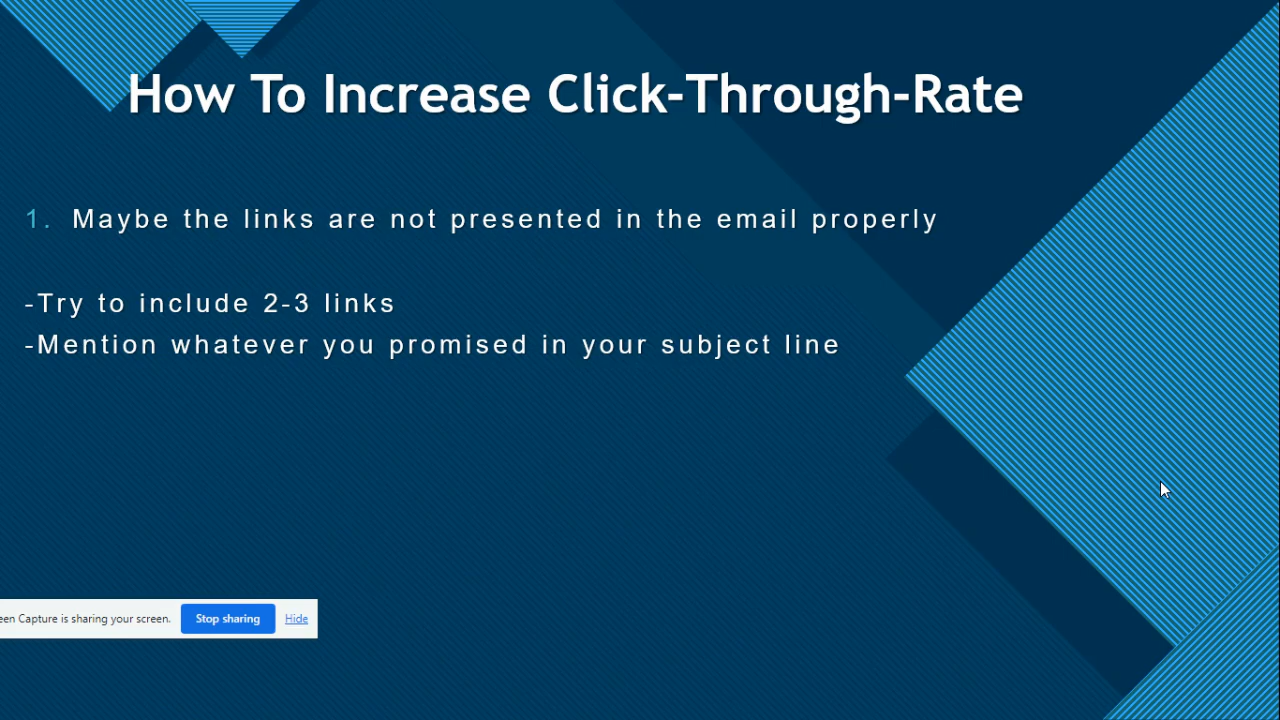 How To Increase Click-Through-Rate
1. Maybe the links are not presented in the email properly
-Try to include 2-3 links
-Mention whatever you promised in your subject line
een Capture is sharing your screen. Stop sharing Hide